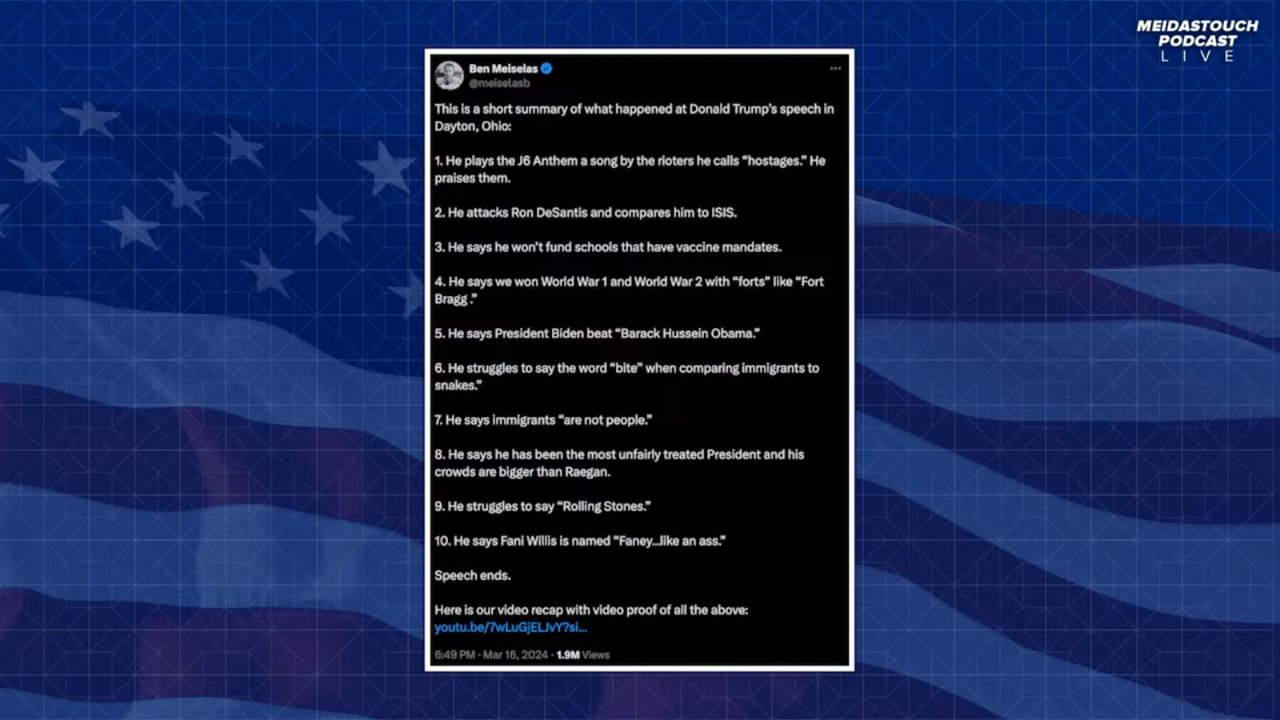 MEIDASTOUCH
PODCAST
LIVE
Ben Meiselas
@meiselasb
This is a short summary of what happened at Donald Trump's speech in
Dayton, Ohio:
1. He plays the J6 Anthem a song by the rioters he calls “hostages.” He
praises them.
2. He attacks Ron DeSantis and compares him to ISIS.
3. He says he won't fund schools that have vaccine mandates.
4. He says we won World War 1 and World War 2 with “forts” like “Fort
Bragg .”
5. He says President Biden beat “Barack Hussein Obama.”
6. He struggles to say the word “bite” when comparing immigrants to
snakes.”
7. He says immigrants “are not people.”
8. He says he has been the most unfairly treated President and his
crowds are bigger than Raegan.
9. He struggles to say “Rolling Stones.”
10. He says Fani Willis is named “Faney...like an ass.”
Speech ends.
Here is our video recap with video proof of all the above:
youtu.be/7wLuGjELJvY?si...
6:49 PM · Mar 16, 2024 · 1.9M Views